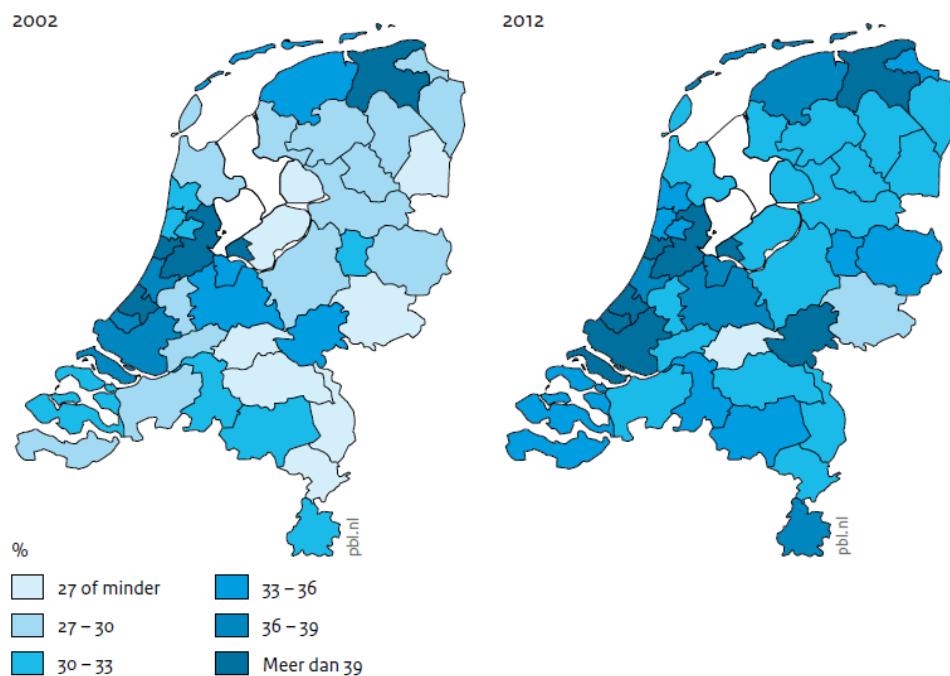 2002
2012
pbl.nl
pbl.nl
%
27 of minder
27 – 30
30 – 33
33 – 36
36 – 39
Meer dan 39